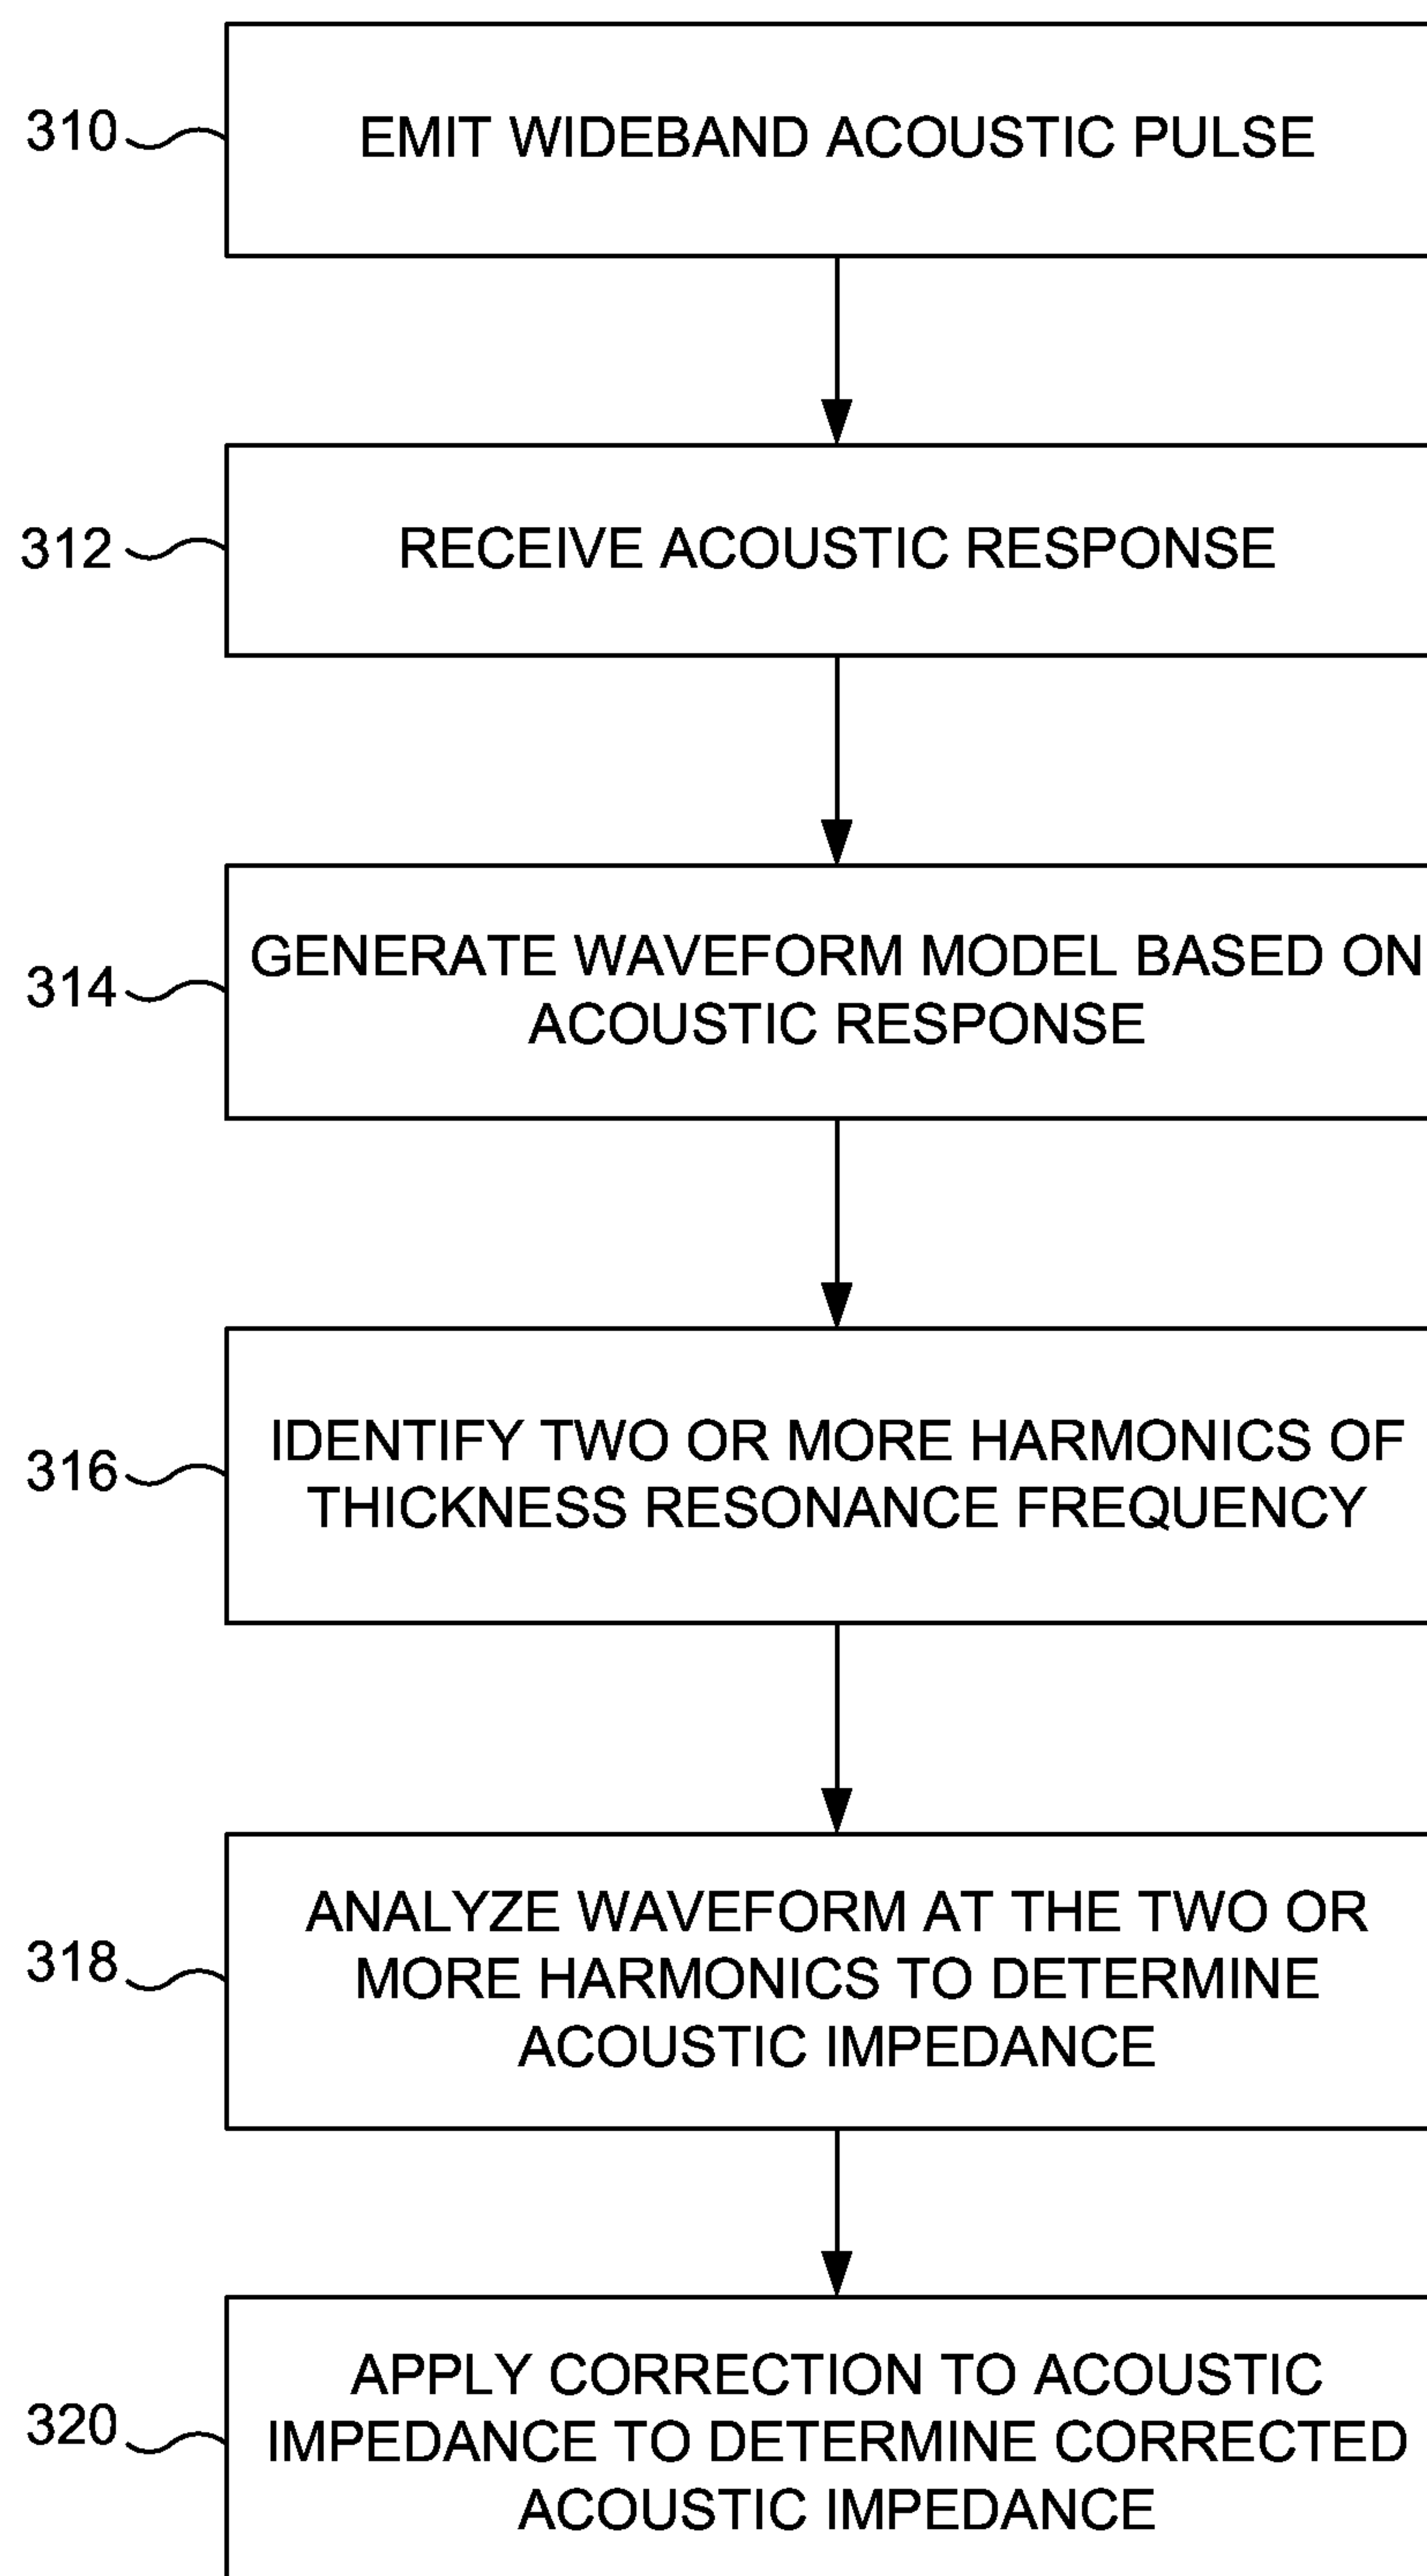 310
EMIT WIDEBAND ACOUSTIC PULSE
312
RECEIVE ACOUSTIC RESPONSE
314
GENERATE WAVEFORM MODEL BASED ON
ACOUSTIC RESPONSE
316
IDENTIFY TWO OR MORE HARMONICS OF
THICKNESS RESONANCE FREQUENCY
318
ANALYZE WAVEFORM AT THE TWO OR
MORE HARMONICS TO DETERMINE
ACOUSTIC IMPEDANCE
320
APPLY CORRECTION TO ACOUSTIC
IMPEDANCE TO DETERMINE CORRECTED
ACOUSTIC IMPEDANCE